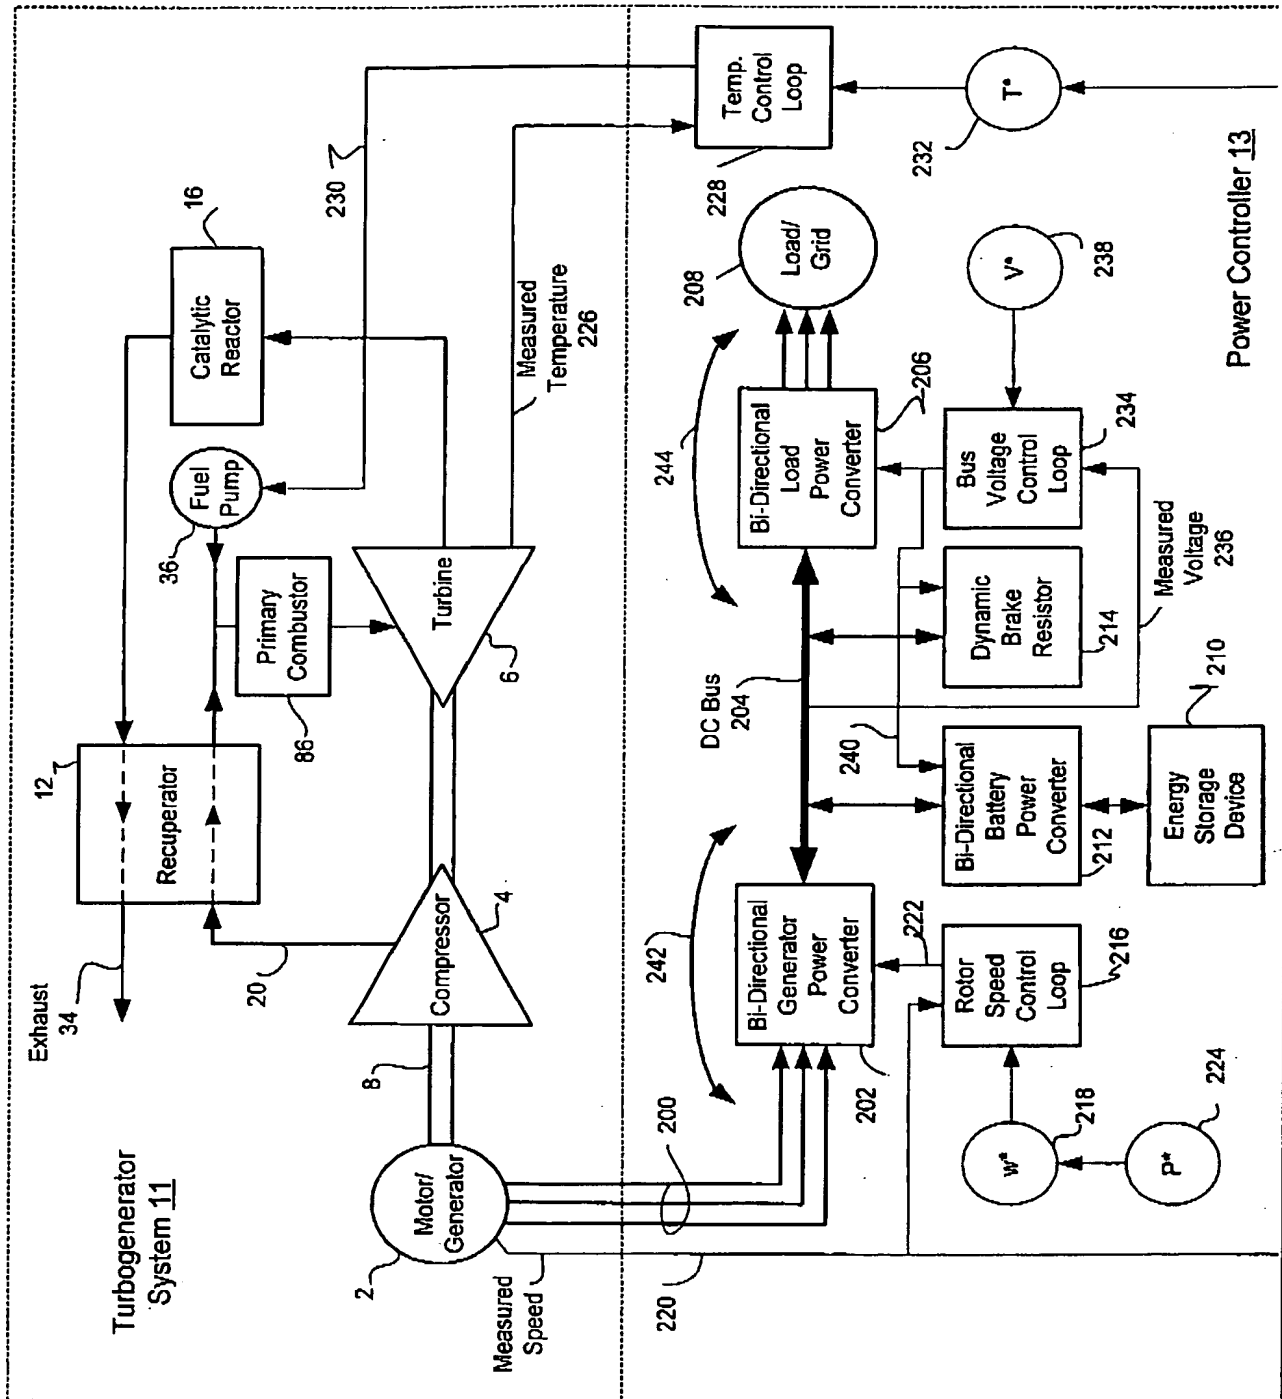 Turbogenerator
System 11
Exhaust
34
12
Recuperator
20
36
Fuel
Pump
16
Catalytic
Reactor
230
86
Primary
Combustor
2
Motor/
Generator
8
Compressor
4
Turbine
6
Measured
Temperature
226
Measured
Speed
220
200
242
DC Bus
204
244
208
Load/
Grid
228
Temp.
Control
Loop
202
Bi-Directional
Generator
Power
Converter
222
240
Bi-Directional
Load
Power
Converter
206
232
T*
w*
218
Rotor
Speed
Control
Loop
216
Bi-Directional
Battery
Power
Converter
212
Dynamic
Brake
Resistor
214
Bus
Voltage
Control
Loop
234
V*
238
P*
224
Energy
Storage
Device
210
Measured
Voltage
236
Power Controller 13